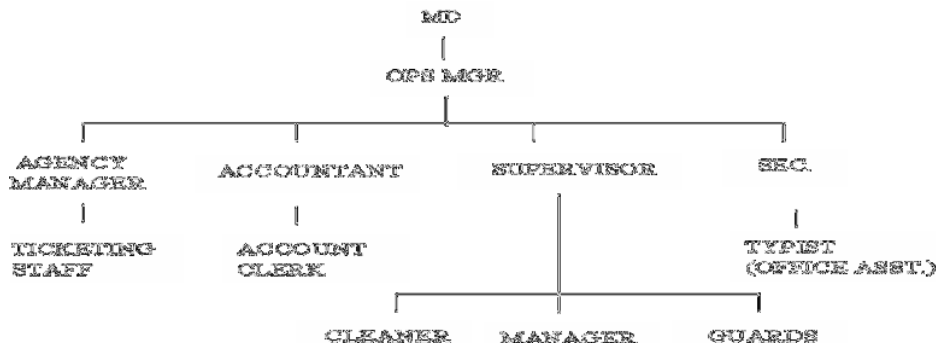 MD
OPS MGR
AGENCY
MANAGER
ACCOUNTANT
SUPERVISOR
SEC.
TICKETING
STAFF
ACCOUNT
CLERK
TYPIST
(OFFICE ASST.)
CLEANER
MANAGER
GUARDS